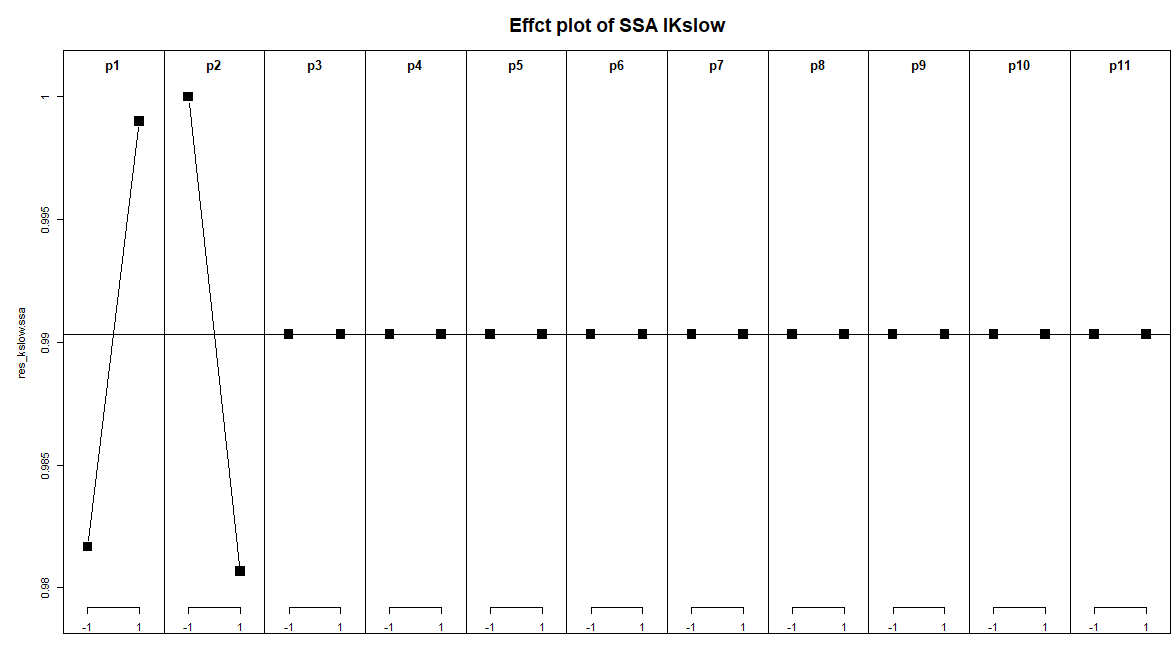 Effct plot of SSA IKslow
p1 p2 p3 p4 p5 p6 p7 p8 p9 p10 p11
1
0.995
0.99
0.985
0.98
res_kslow.ssa
-1 1 -1 1 -1 1 -1 1 -1 1 -1 1 -1 1 -1 1 -1 1 -1 1 -1 1